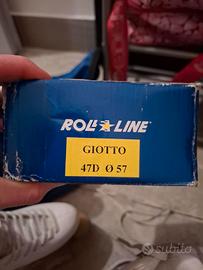 ROLL LINE
GIOTTO
47D Ø 57
subito